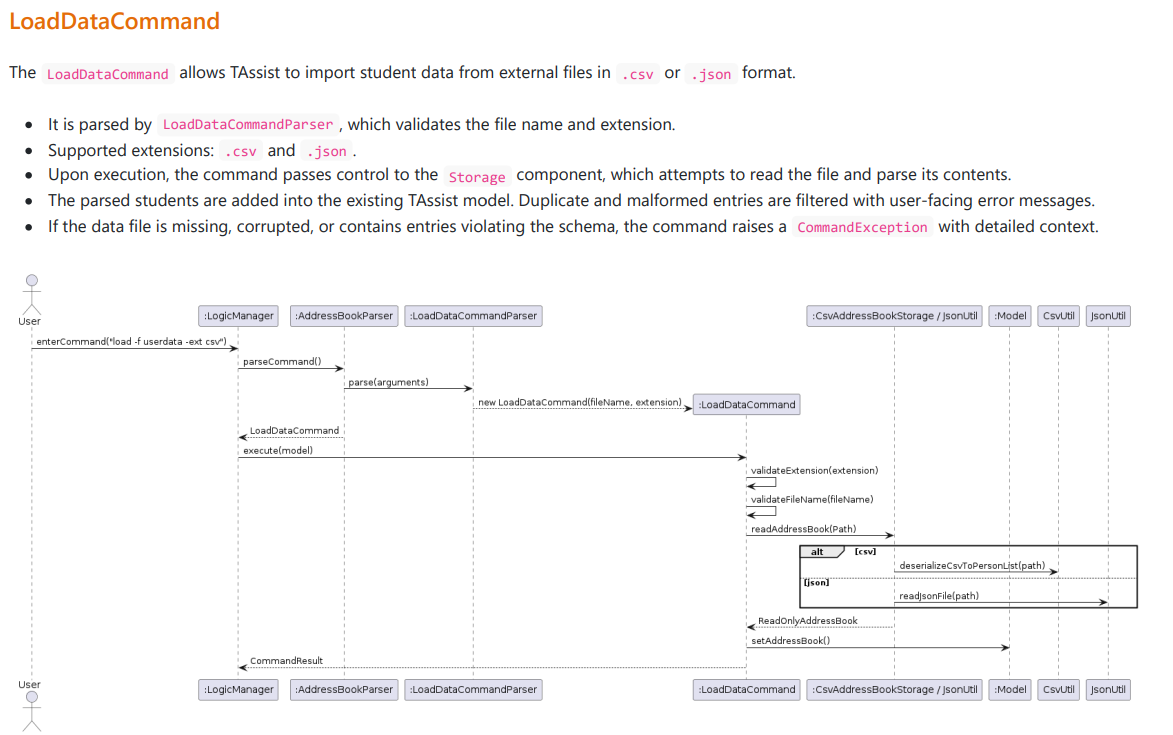 LoadDataCommand
The LoadDataCommand allows TAssist to import student data from external files in .csv or .json format.
It is parsed by LoadDataCommandParser, which validates the file name and extension.
Supported extensions: .csv and .json.
Upon execution, the command passes control to the Storage component, which attempts to read the file and parse its contents.
The parsed students are added into the existing TAssist model. Duplicate and malformed entries are filtered with user-facing error messages.
If the data file is missing, corrupted, or contains entries violating the schema, the command raises a CommandException with detailed context.
User
:LogicManager
:AddressBookParser
:LoadDataCommandParser
:CsvAddressBookStorage / JsonUtil
:Model
CsvUtil
JsonUtil
enterCommand("load -f userdata -ext csv")
parseCommand()
parse(arguments)
new LoadDataCommand(fileName, extension)
:LoadDataCommand
LoadDataCommand
execute(model)
validateExtension(extension)
validateFileName(fileName)
readAddressBook(Path)
alt [csv]
deserializeCsvToPersonList(path)
[json]
readJsonFile(path)
ReadOnlyAddressBook
setAddressBook()
CommandResult
User
:LogicManager
:AddressBookParser
:LoadDataCommandParser
:LoadDataCommand
:CsvAddressBookStorage / JsonUtil
:Model
CsvUtil
JsonUtil